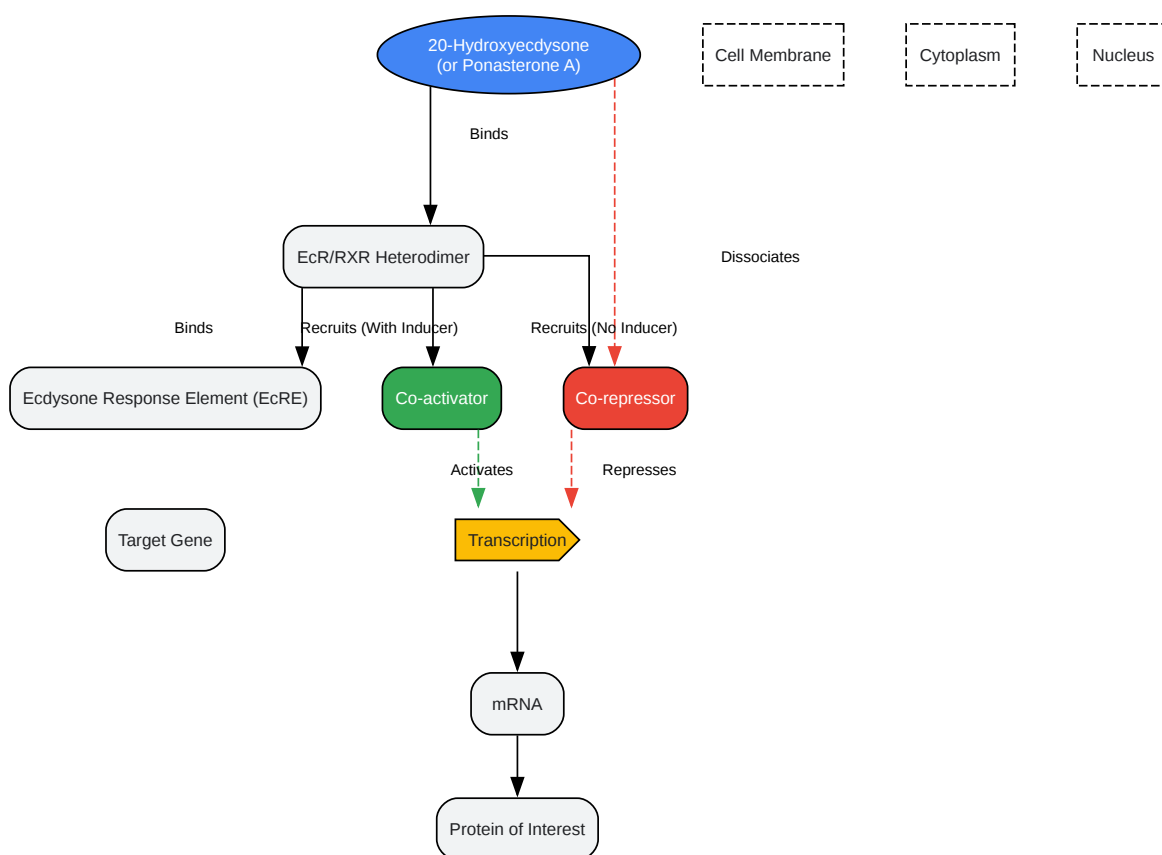 20-Hydroxyecdysone
(or Ponasterone A)
Cell Membrane
Cytoplasm
Nucleus
Binds
EcR/RXR Heterodimer
Dissociates
Binds
Recruits (With Inducer)
Recruits (No Inducer)
Ecdysone Response Element (EcRE)
Co-activator
Co-repressor
Activates
Represses
Target Gene
Transcription
mRNA
Protein of Interest